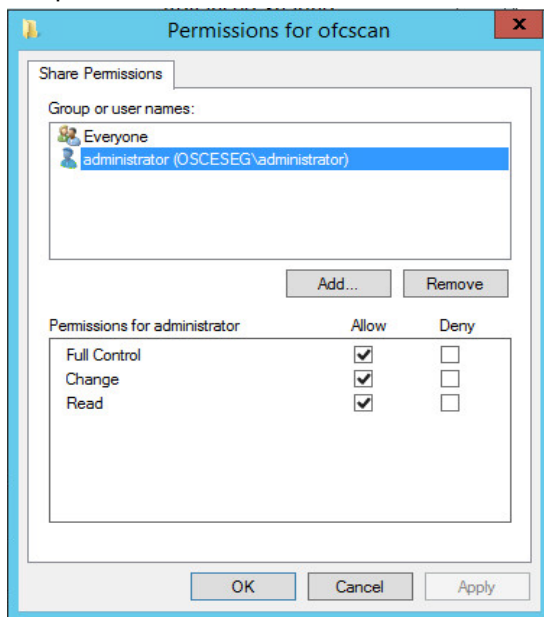 Permissions for ofcscan
x
Share Permissions
Group or user names:
Everyone
administrator (OSCESEG\administrator)
Add...
Remove
Permissions for administrator Allow Deny
Full Control
Change
Read
OK
Cancel
Apply